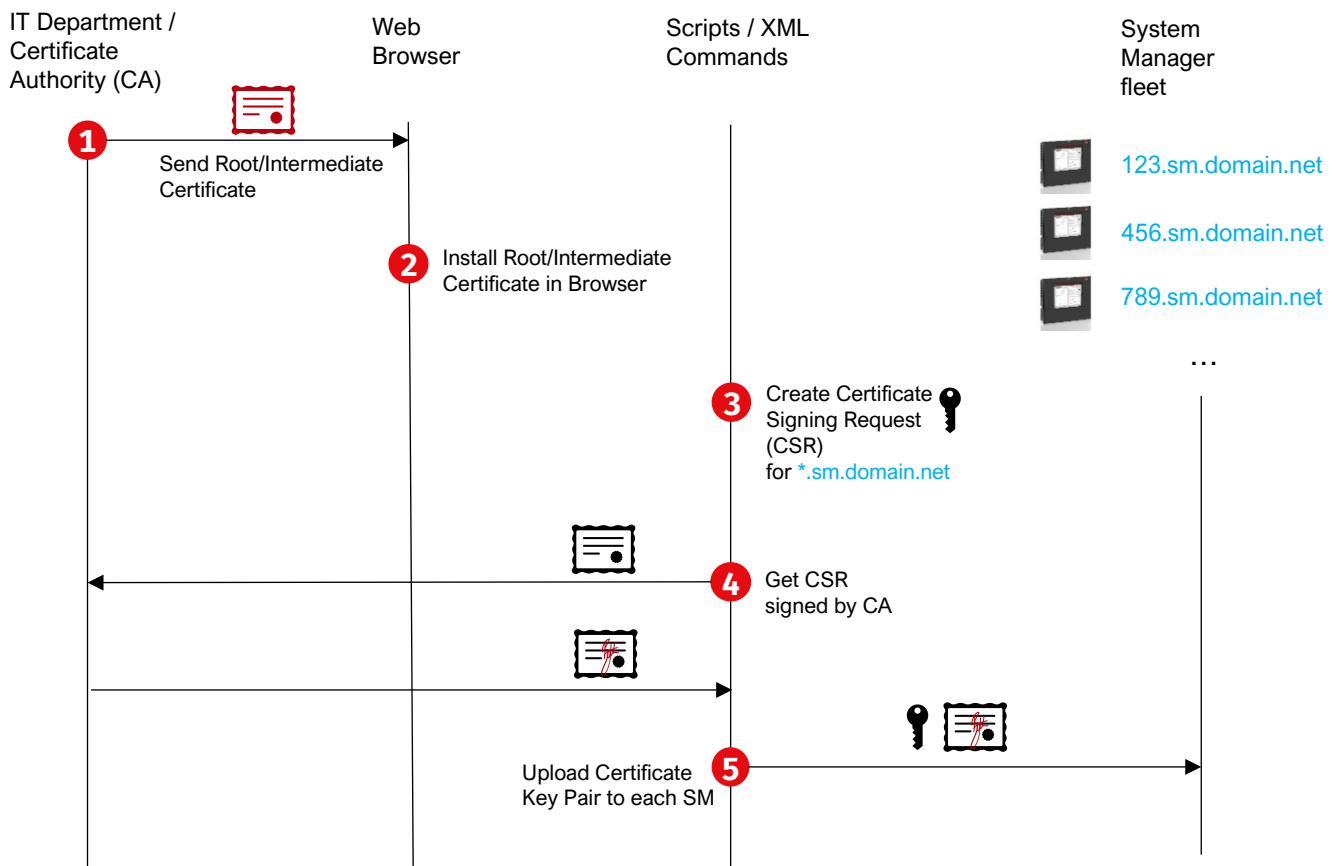 IT Department /
Certificate
Authority (CA)
Web
Browser
Scripts / XML
Commands
System
Manager
fleet
1
Send Root/Intermediate
Certificate
123.sm.domain.net
456.sm.domain.net
789.sm.domain.net
...
2
Install Root/Intermediate
Certificate in Browser
3
Create Certificate
Signing Request
(CSR)
for *.sm.domain.net
4
Get CSR
signed by CA
5
Upload Certificate
Key Pair to each SM